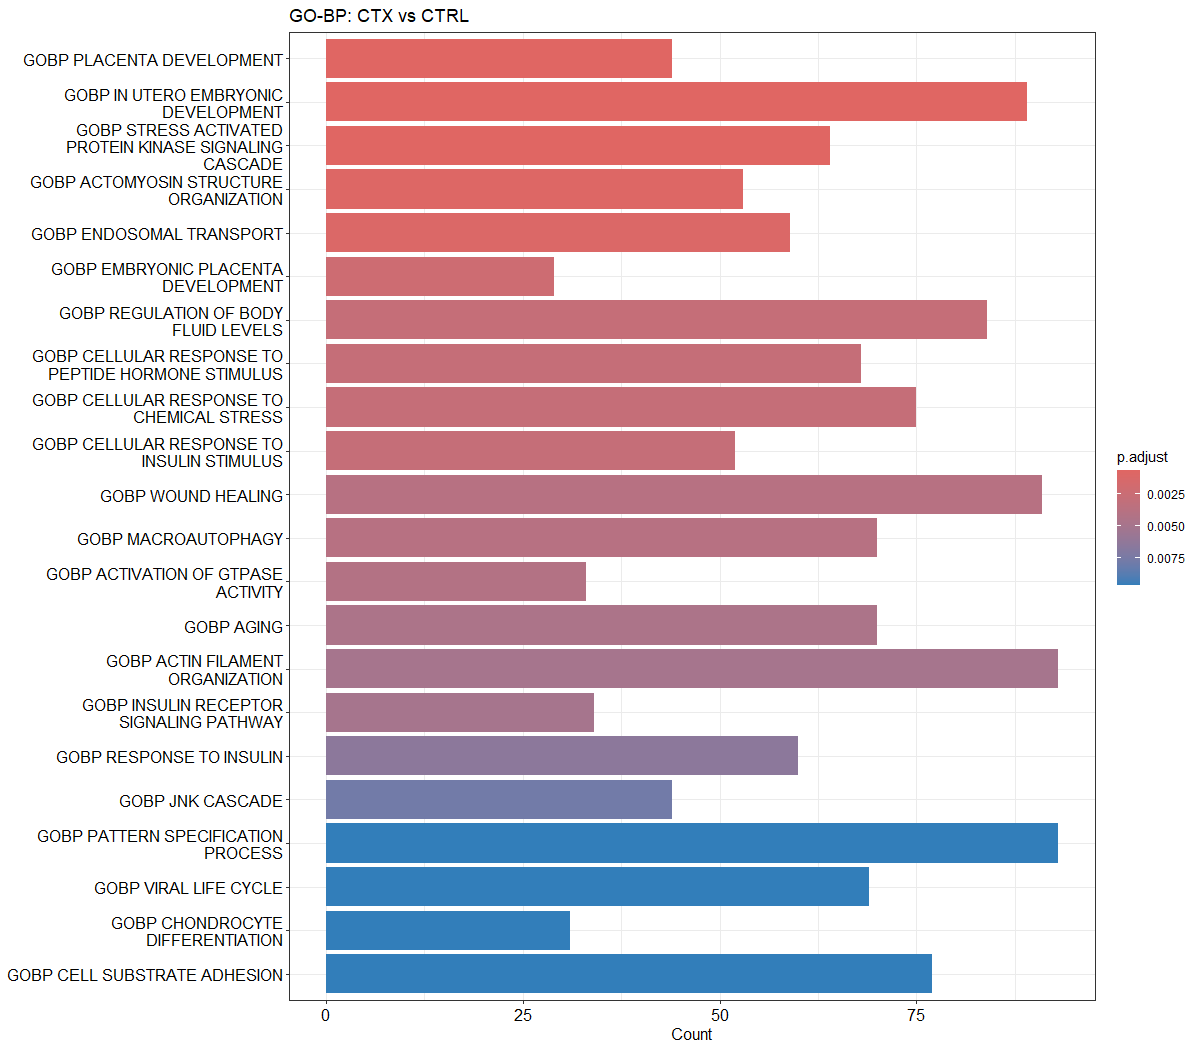 GO-BP: CTX vs CTRL
GOBP PLACENTA DEVELOPMENT
GOBP IN UTERO EMBRYONIC
DEVELOPMENT
GOBP STRESS ACTIVATED
PROTEIN KINASE SIGNALING
CASCADE
GOBP ACTOMYOSIN STRUCTURE
ORGANIZATION
GOBP ENDOSOMAL TRANSPORT
GOBP EMBRYONIC PLACENTA
DEVELOPMENT
GOBP REGULATION OF BODY
FLUID LEVELS
GOBP CELLULAR RESPONSE TO
PEPTIDE HORMONE STIMULUS
GOBP CELLULAR RESPONSE TO
CHEMICAL STRESS
GOBP CELLULAR RESPONSE TO
INSULIN STIMULUS
GOBP WOUND HEALING
GOBP MACROAUTOPHAGY
GOBP ACTIVATION OF GTPASE
ACTIVITY
GOBP AGING
GOBP ACTIN FILAMENT
ORGANIZATION
GOBP INSULIN RECEPTOR
SIGNALING PATHWAY
GOBP RESPONSE TO INSULIN
GOBP JNK CASCADE
GOBP PATTERN SPECIFICATION
PROCESS
GOBP VIRAL LIFE CYCLE
GOBP CHONDROCYTE
DIFFERENTIATION
GOBP CELL SUBSTRATE ADHESION
0 25 50 75
Count
p.adjust
0.0025
0.0050
0.0075